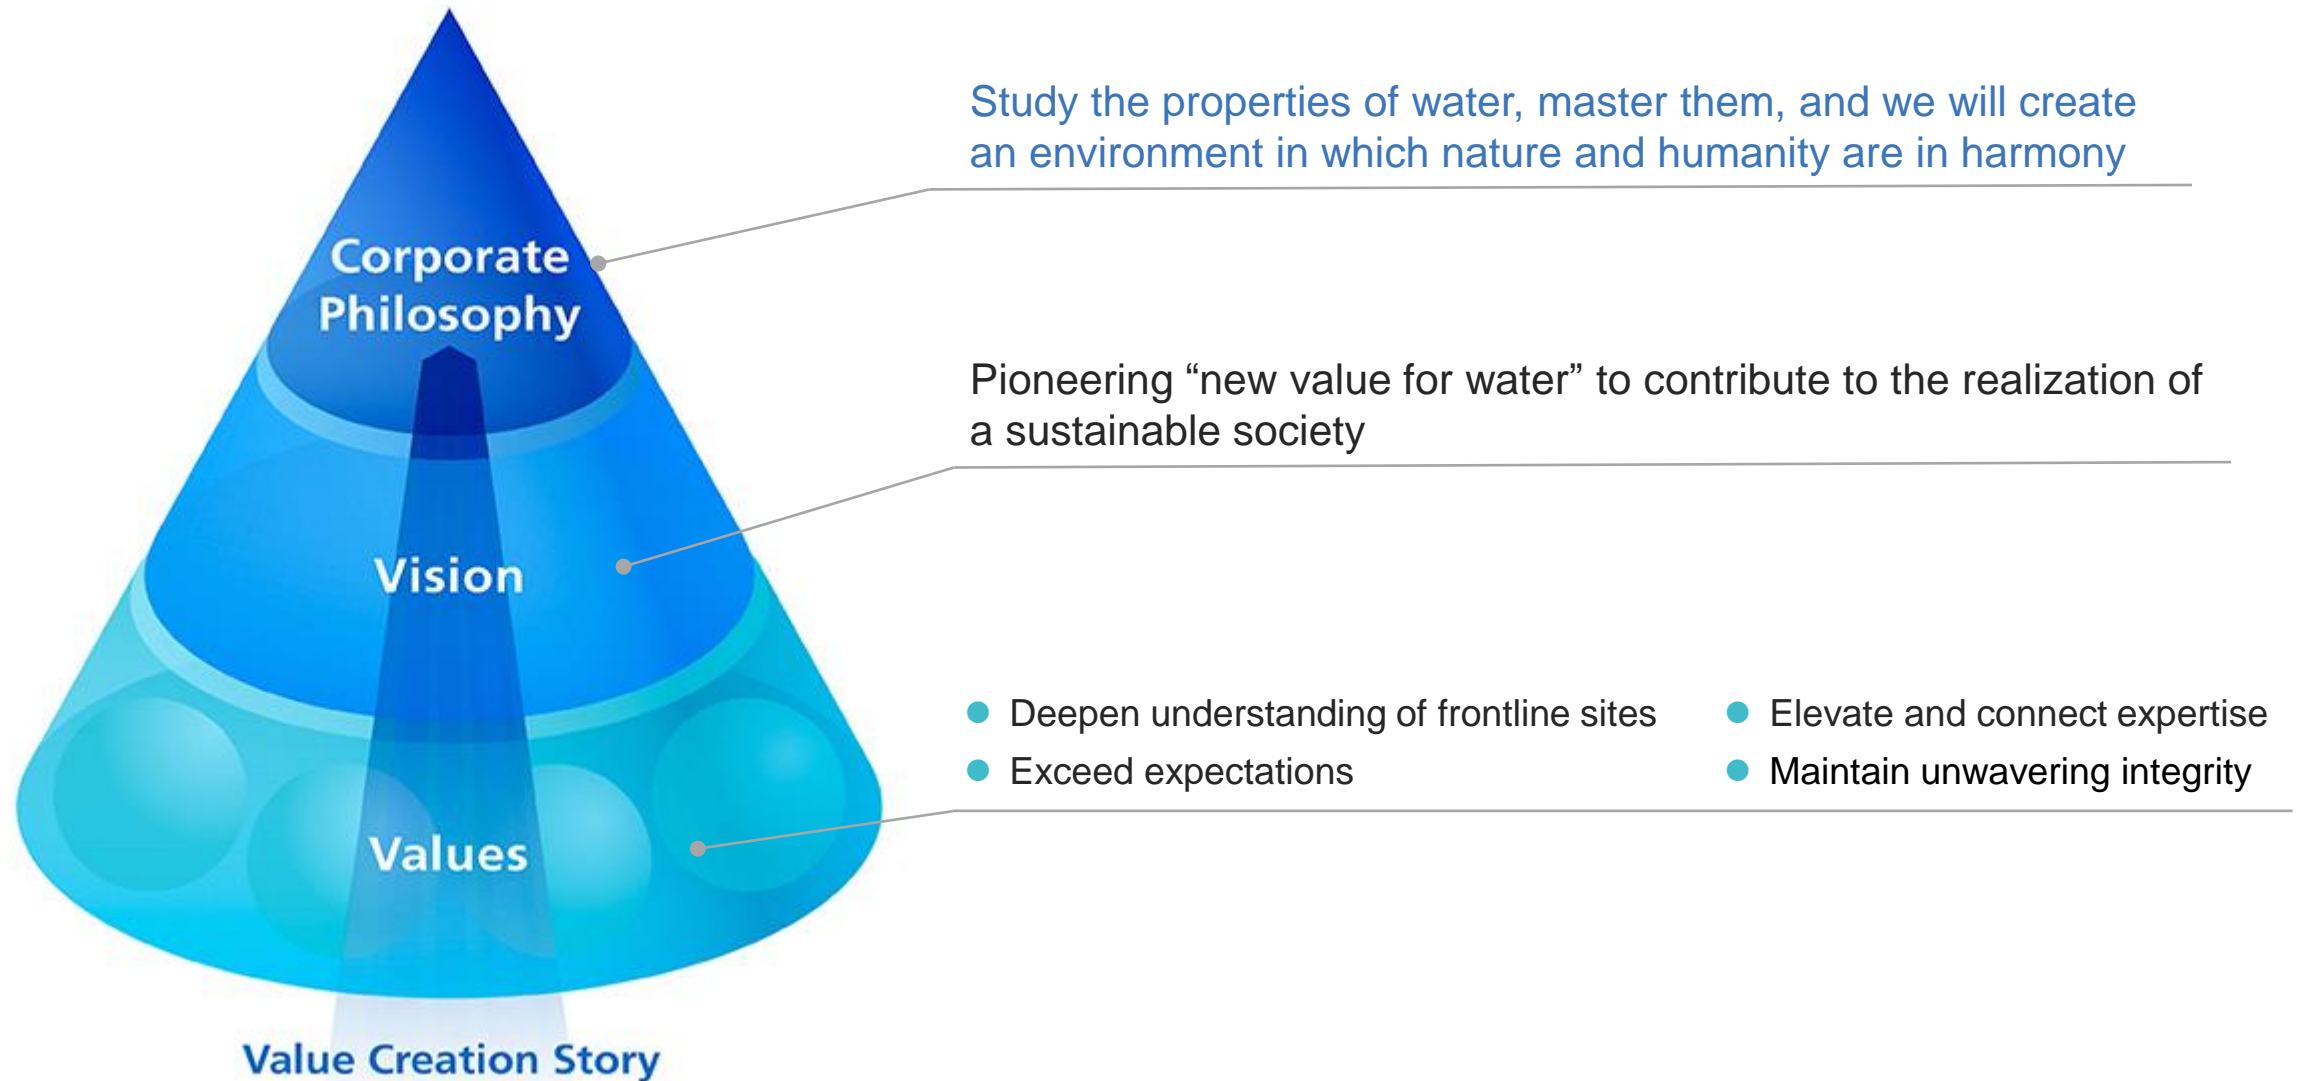 Study the properties of water, master them, and we will create
an environment in which nature and humanity are in harmony
Corporate
Philosophy
Pioneering “new value for water” to contribute to the realization of
a sustainable society
Vision
Deepen understanding of frontline sites
Elevate and connect expertise
Exceed expectations
Maintain unwavering integrity
Values
Value Creation Story